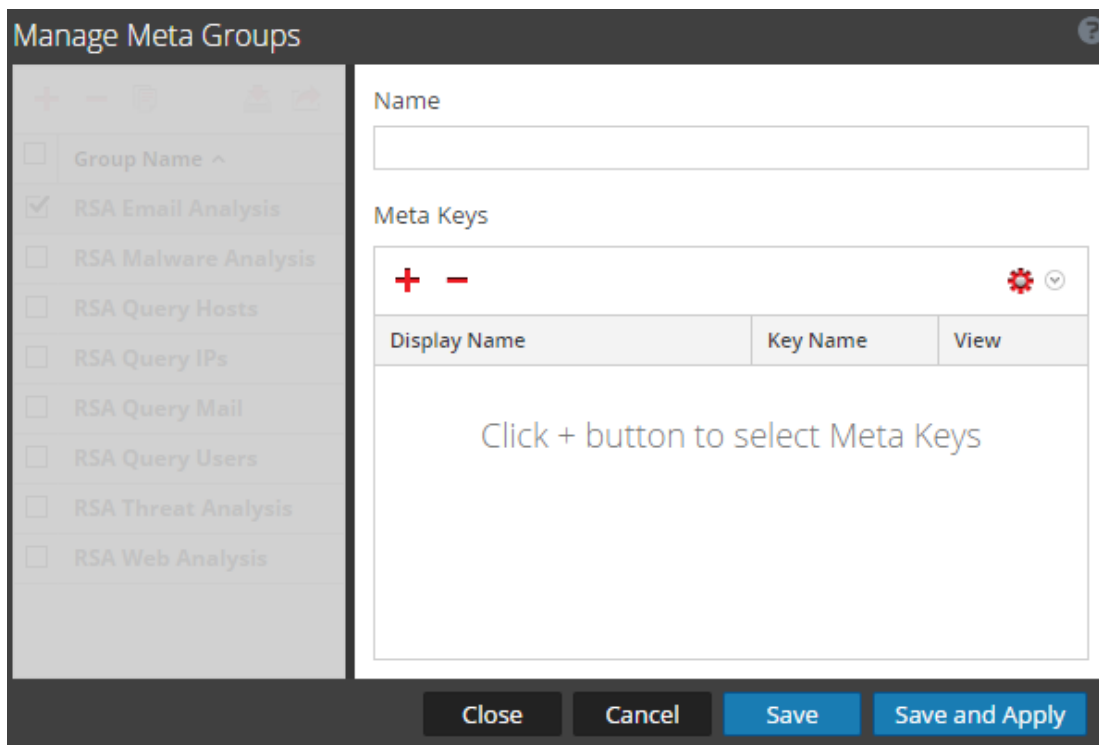 Manage Meta Groups
?
Group Name
RSA Email Analysis
RSA Malware Analysis
RSA Query Hosts
RSA Query IPs
RSA Query Mail
RSA Query Users
RSA Threat Analysis
RSA Web Analysis
Name
Meta Keys
Display Name Key Name View
Click + button to select Meta Keys
Close Cancel Save Save and Apply